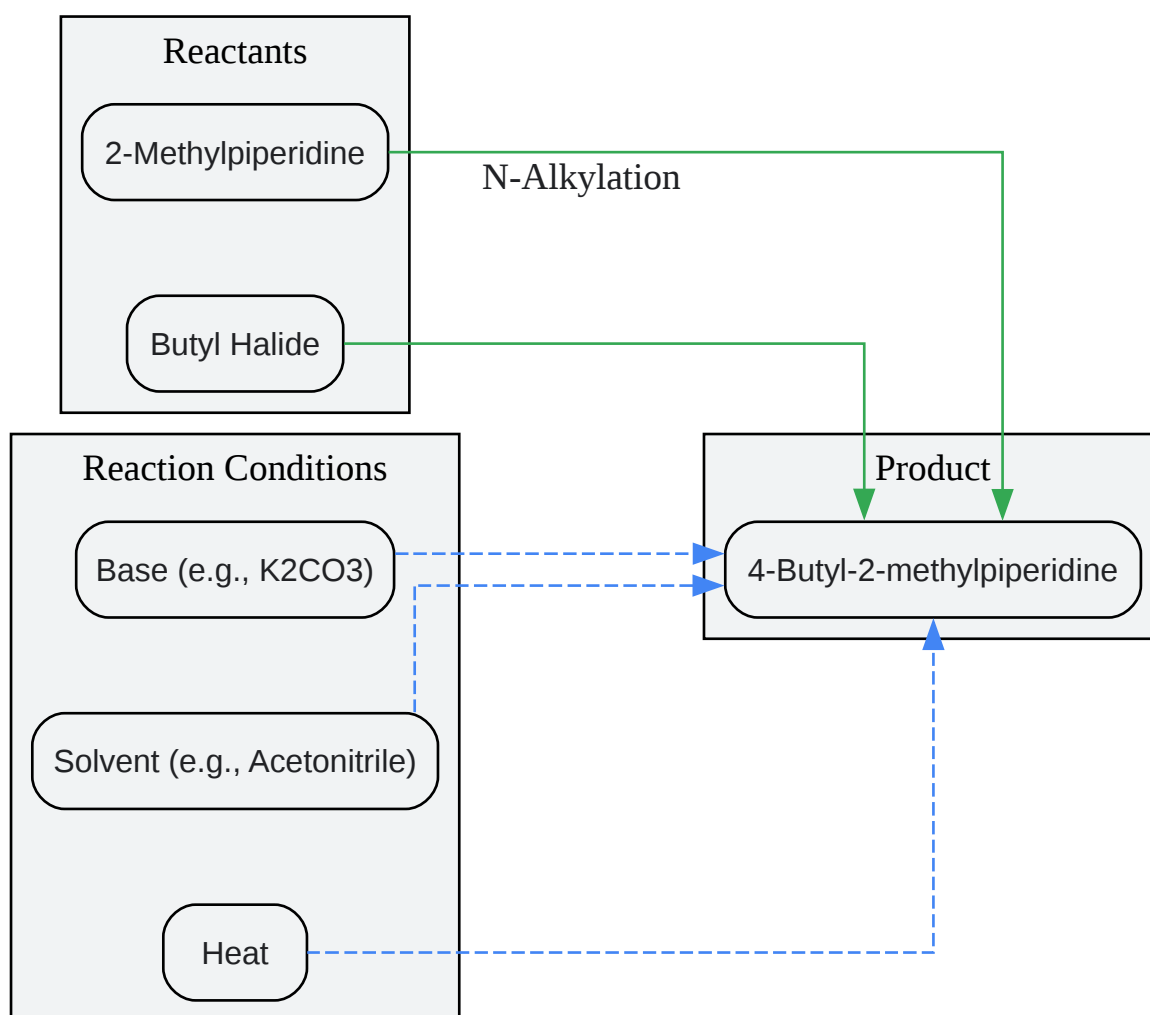 Reactants
2-Methylpiperidine
N-Alkylation
Butyl Halide
Reaction Conditions
Product
Base (e.g., K2CO3)
4-Butyl-2-methylpiperidine
Solvent (e.g., Acetonitrile)
Heat